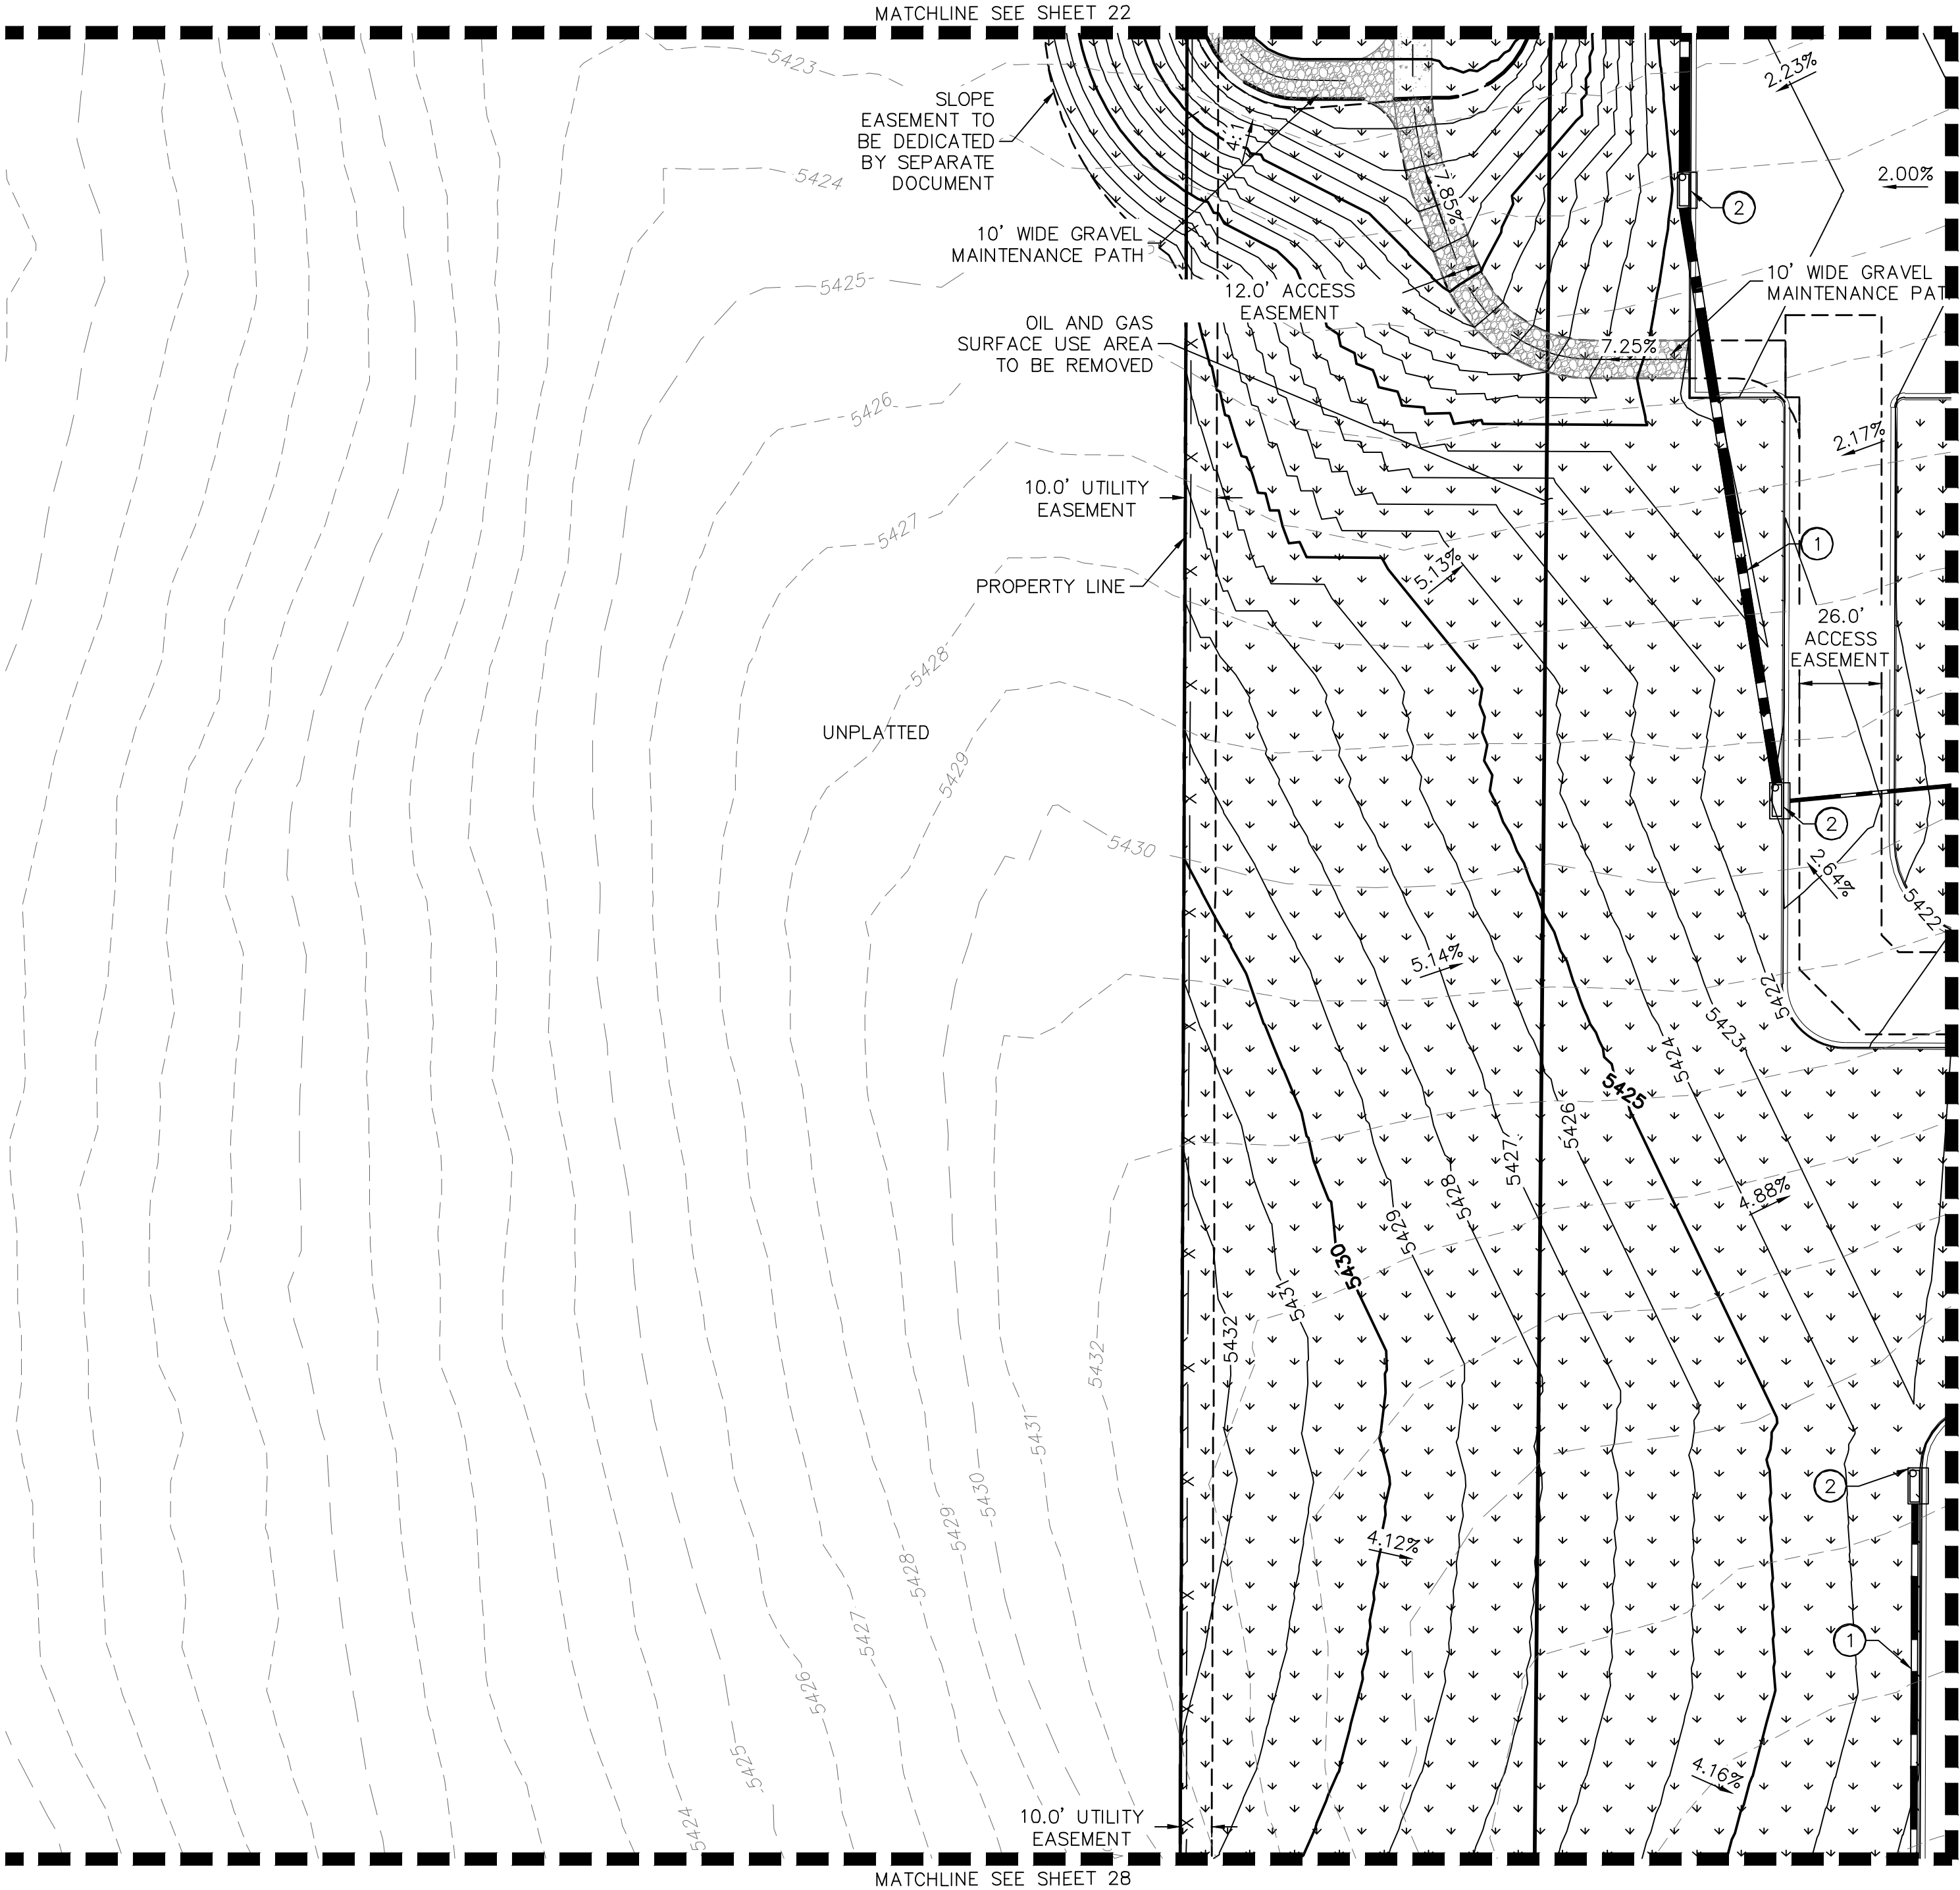 MATCHLINE SEE SHEET 22
5423
2.23%
SLOPE
EASEMENT TO
BE DEDICATED
BY SEPARATE
DOCUMENT
4:1
5424
7.85%
2.00%
2
10' WIDE GRAVEL
MAINTENANCE PATH
5425
12.0' ACCESS
EASEMENT
10' WIDE GRAVEL
MAINTENANCE PAT
OIL AND GAS
SURFACE USE AREA
TO BE REMOVED
7.25%
5426
2.17%
10.0' UTILITY
EASEMENT
5427
1
5.13%
PROPERTY LINE
26.0'
ACCESS
EASEMENT
5428
UNPLATTED
5429
2
5430
2.64%
5422
5.14%
5422
5423
5424
5425
5426
5427
5428
4.88%
5429
5430
5431
5432
5432
5431
5430
5429
2
4.12%
5428
5427
1
5426
5425
4.16%
5424
10.0' UTILITY
EASEMENT
MATCHLINE SEE SHEET 28